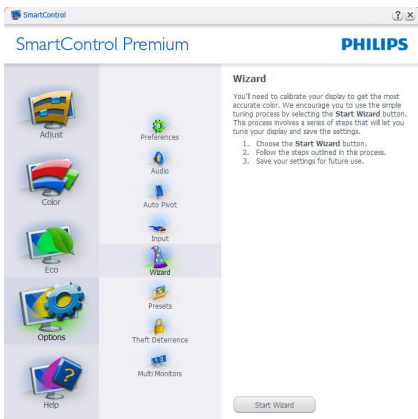 SmartControl
? ×
SmartControl Premium
PHILIPS
Adjust
Color
Eco
Options
Help
Preferences
Audio
Auto Pivot
Input
Wizard
Presets
Theft Deterrence
Multi Monitors
Wizard
You'll need to calibrate your display to get the most
accurate color. We encourage you to use the simple
tuning process by selecting the Start Wizard button.
This process involves a series of steps that will let you
tune your display and save the settings.
1. Choose the Start Wizard button.
2. Follow the steps outlined in this process.
3. Save your settings for future use.
Start Wizard